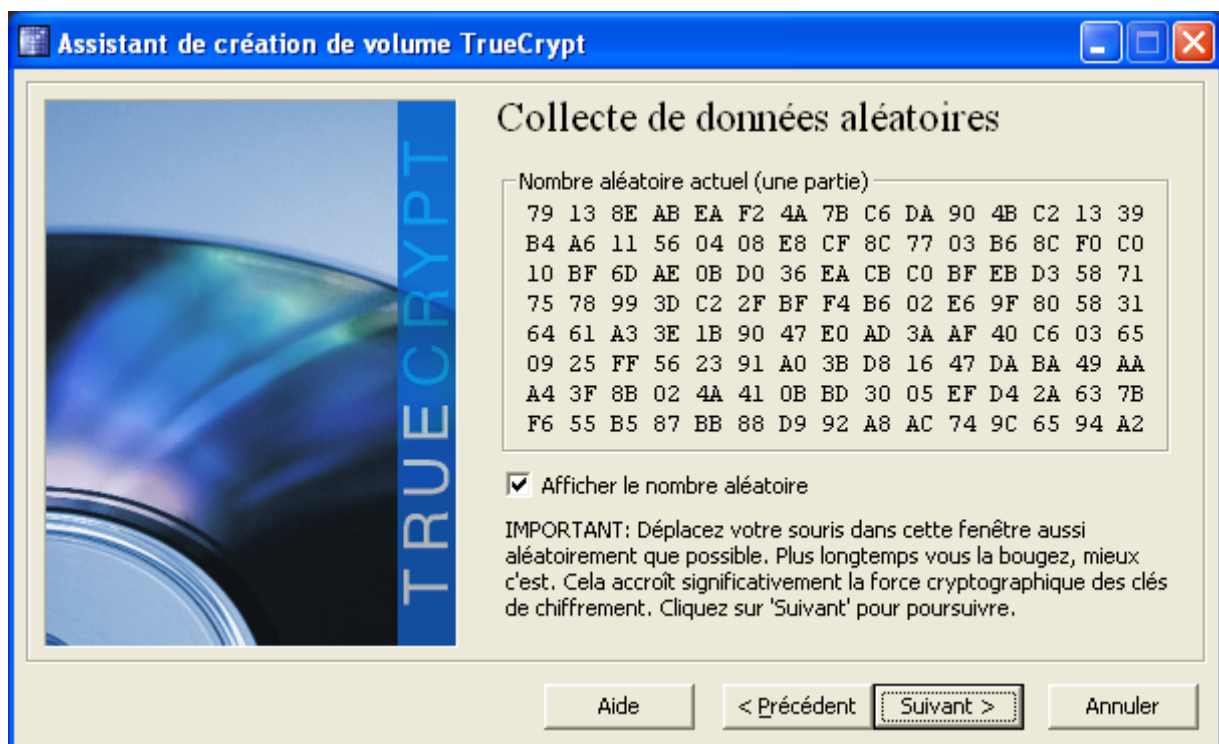 Assistant de création de volume TrueCrypt
TRUECRYPT
Collecte de données aléatoires
Nombre aléatoire actuel (une partie)
79 13 8E AB EA F2 4A 7B C6 DA 90 4B C2 13 39
B4 A6 11 56 04 08 E8 CF 8C 77 03 B6 8C F0 C0
10 BF 6D AE 0B D0 36 EA CB C0 BF EB D3 58 71
75 78 99 3D C2 2F BF F4 B6 02 E6 9F 80 58 31
64 61 A3 3E 1B 90 47 E0 AD 3A AF 40 C6 03 65
09 25 FF 56 23 91 A0 3B D8 16 47 DA BA 49 AA
A4 3F 8B 02 4A 41 0B BD 30 05 EF D4 2A 63 7B
F6 55 B5 87 BB 88 D9 92 A8 AC 74 9C 65 94 A2
Afficher le nombre aléatoire
IMPORTANT: Déplacez votre souris dans cette fenêtre aussi
aléatoirement que possible. Plus longtemps vous la bougez, mieux
c'est. Cela accroît significativement la force cryptographique des clés
de chiffrement. Cliquez sur 'Suivant' pour poursuivre.
Aide
< Précédent
Suivant >
Annuler